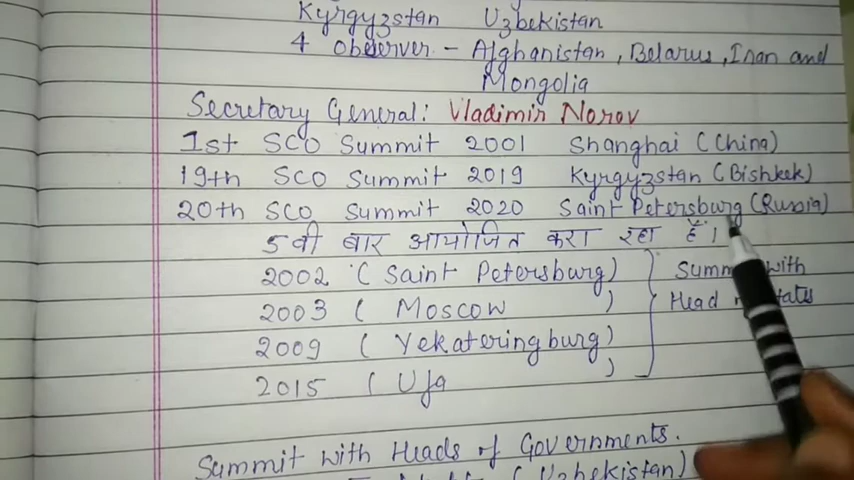 Kyrgyzstan Uzbekistan
4 Observer - Afghanistan, Belarus, Iran and
Mongolia
Secretary General: Vladimir Norov
1st SCO Summit 2001 Shanghai (China)
19th SCO Summit 2019 Kyrgyzstan (Bishkek)
20th SCO Summit 2020 Saint Petersburg (Russia)
5वी बार आयोजित करा रहा है।
2002 (Saint Petersburg) Summit with
2003 (Moscow) Head States
2009 (Yekateringburg)
2015 (Ufa)
Summit with Heads of Governments.
(Uzbekistan)